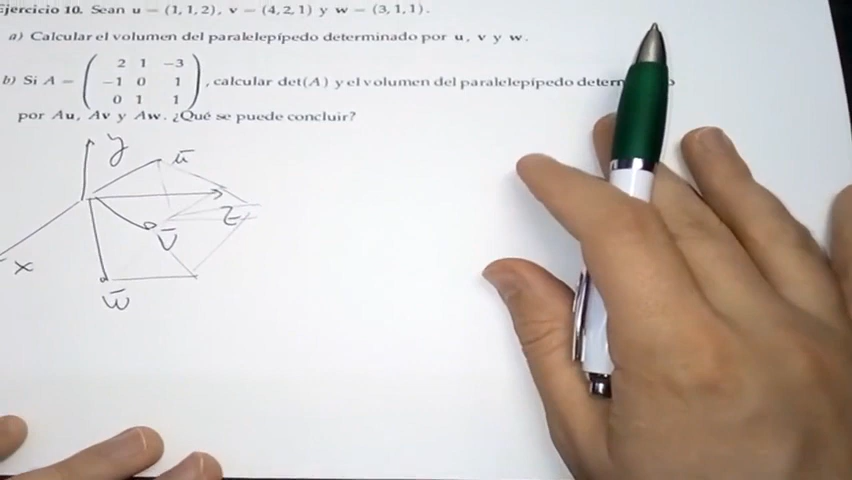 Ejercicio 10. Sean u = (1, 1, 2), v = (4, 2, 1) y w = (3, 1, 1).
a) Calcular el volumen del paralelepípedo determinado por u, v y w.
b) Si A = ( 2 1 −3
−1 0 1
0 1 1 ), calcular det(A) y el volumen del paralelepípedo
por Au, Av y Aw. ¿Qué se puede concluir?
y
ū
z
v̄
x
w̄